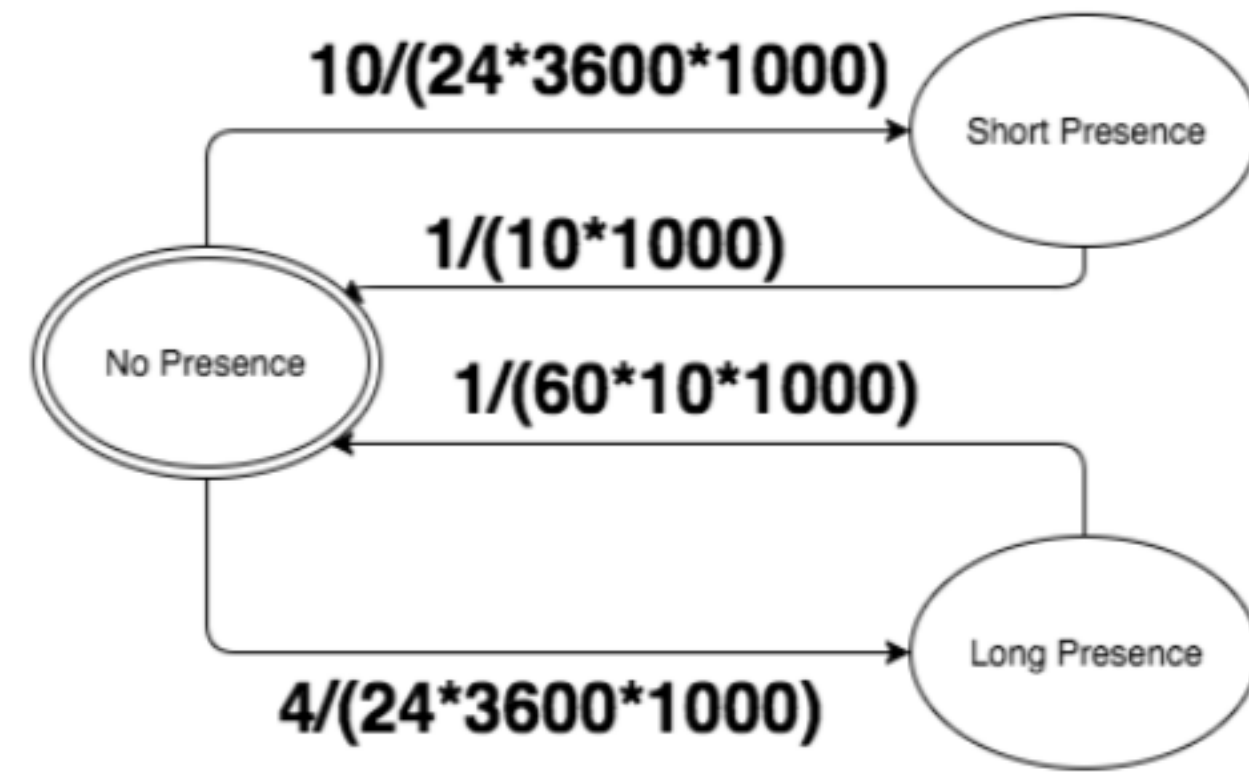 10/(24*3600*1000)
Short Presence
1/(10*1000)
No Presence
1/(60*10*1000)
Long Presence
4/(24*3600*1000)